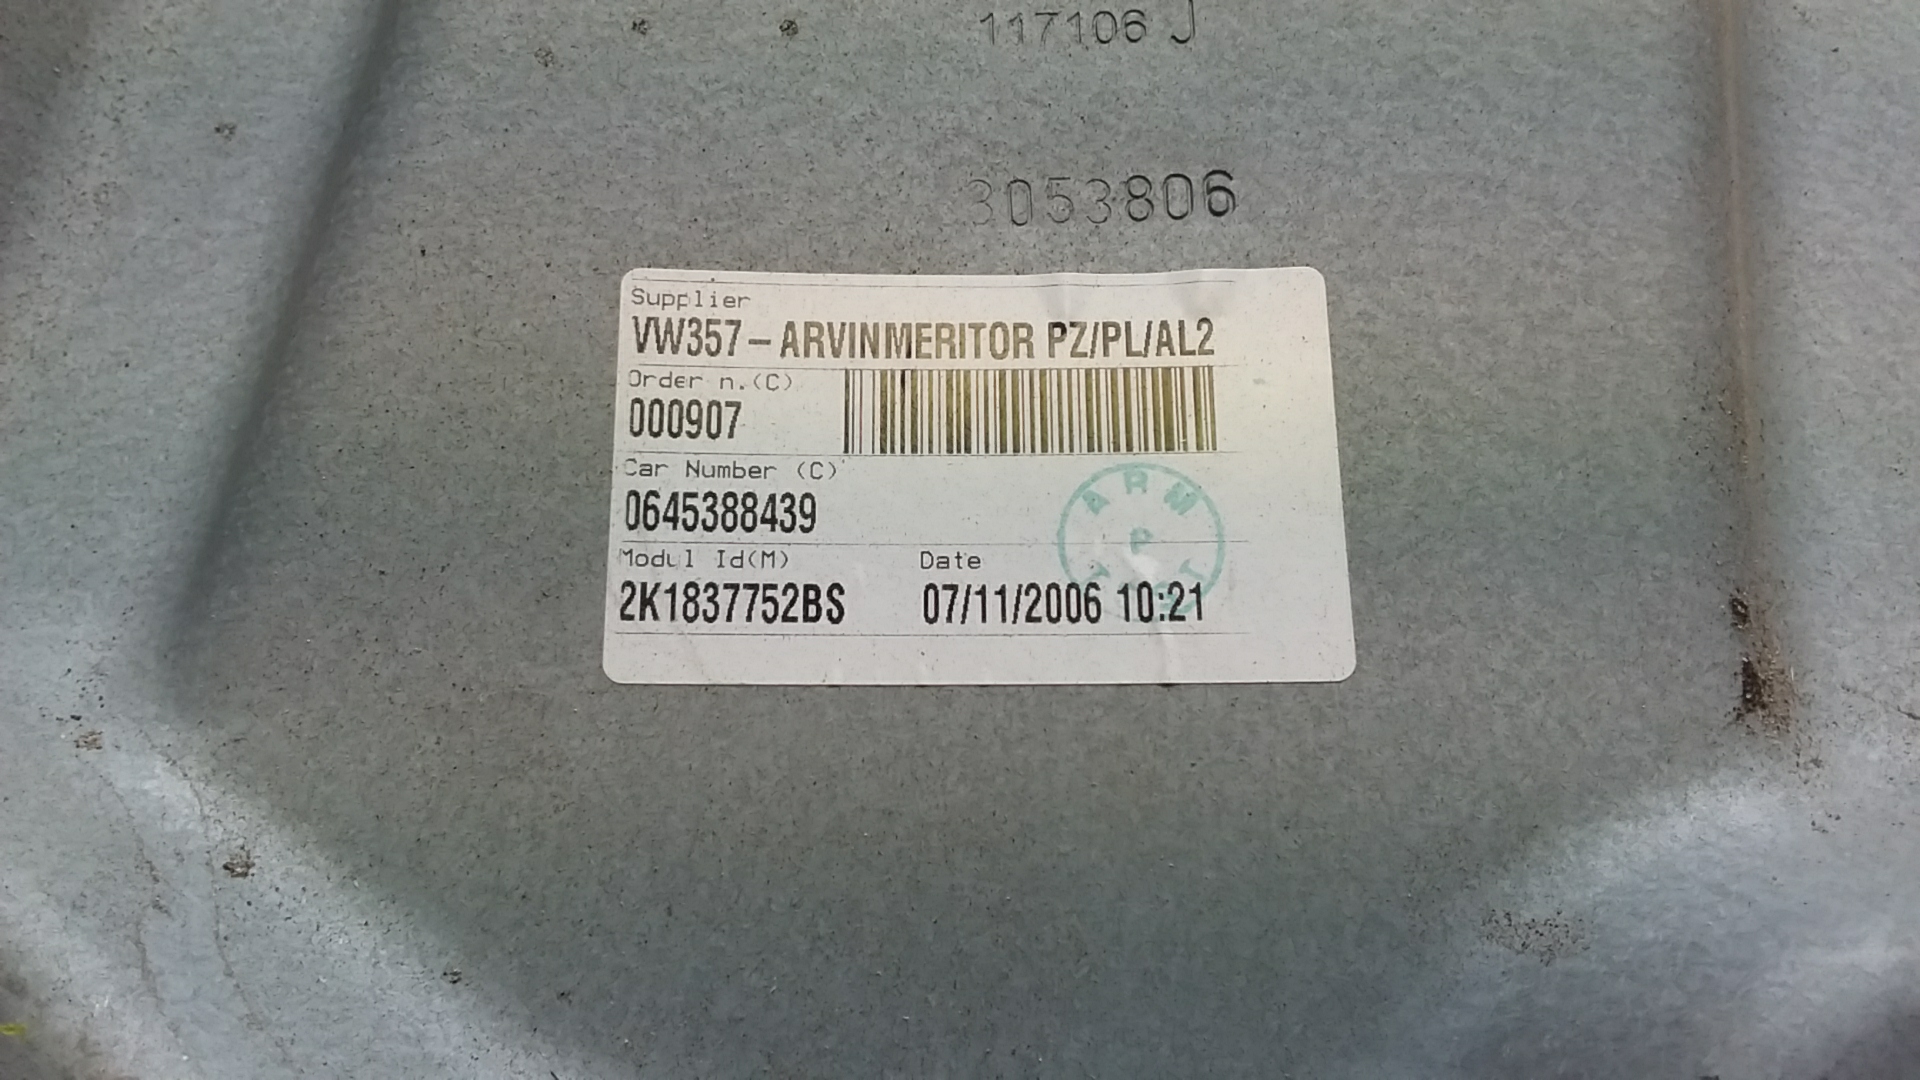 117106 J
3053806
Supplier
VW357-ARVINMERITOR PZ/PL/AL2
Order n.(C)
000907
Car Number (C)
0645388439
Modul Id(M) Date
2K1837752BS 07/11/2006 10:21
ARM